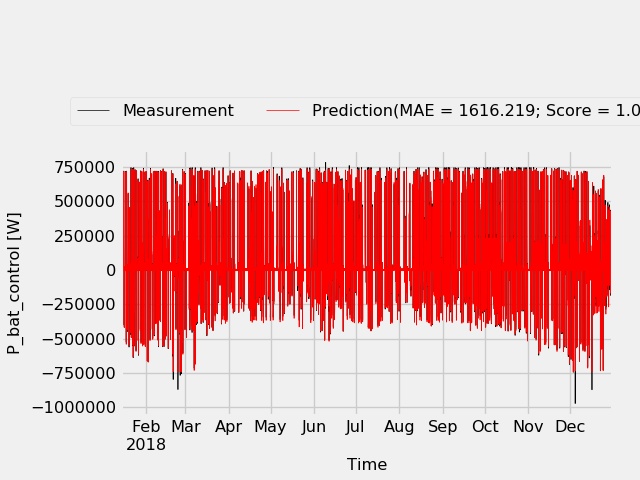 Measurement Prediction(MAE = 1616.219; Score = 1.0
750000
500000
250000
0
−250000
−500000
−750000
−1000000
P_bat_control [W]
Feb Mar Apr May Jun Jul Aug Sep Oct Nov Dec
2018
Time